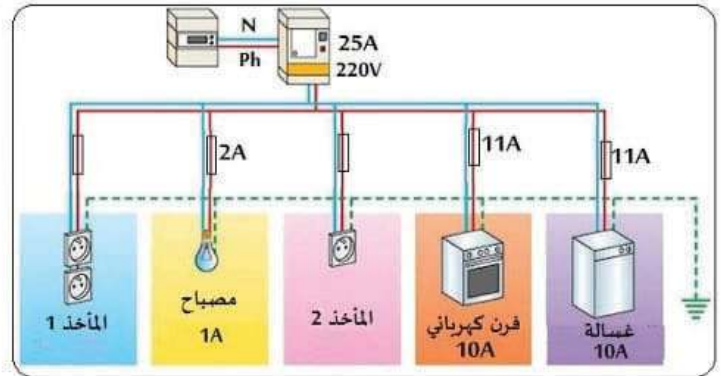 N
Ph
25A
220V
2A
11A
11A
المأخذ 1
مصباح
1A
المأخذ 2
فرن كهربائي
10A
غسالة
10A